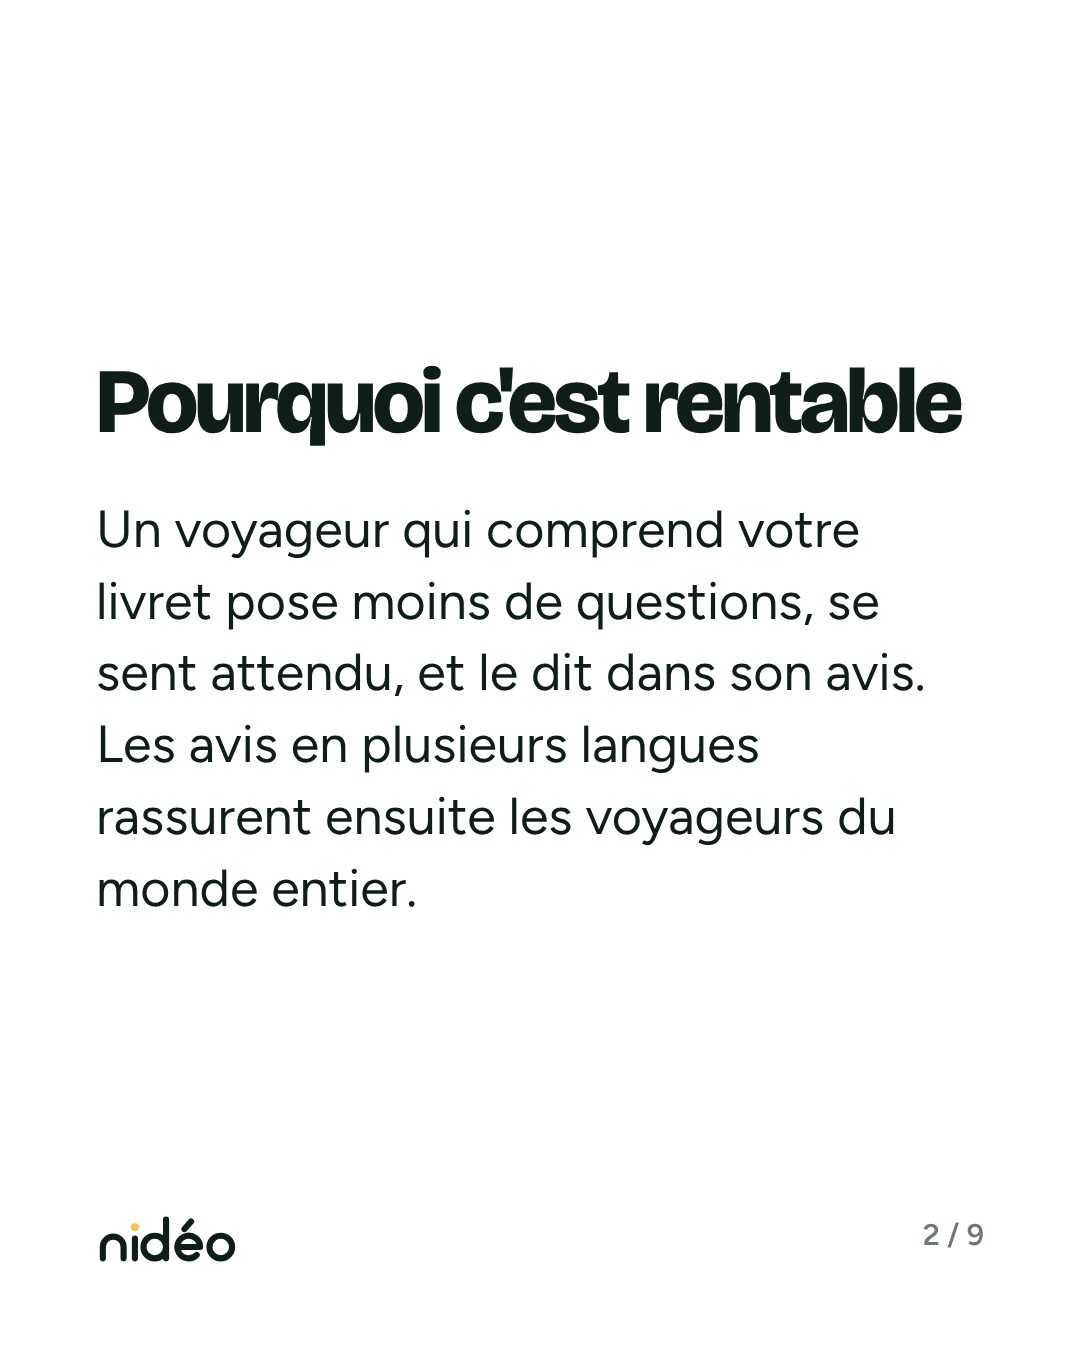 Pourquoi c'est rentable
Un voyageur qui comprend votre
livret pose moins de questions, se
sent attendu, et le dit dans son avis.
Les avis en plusieurs langues
rassurent ensuite les voyageurs du
monde entier.
nidéo
2 / 9